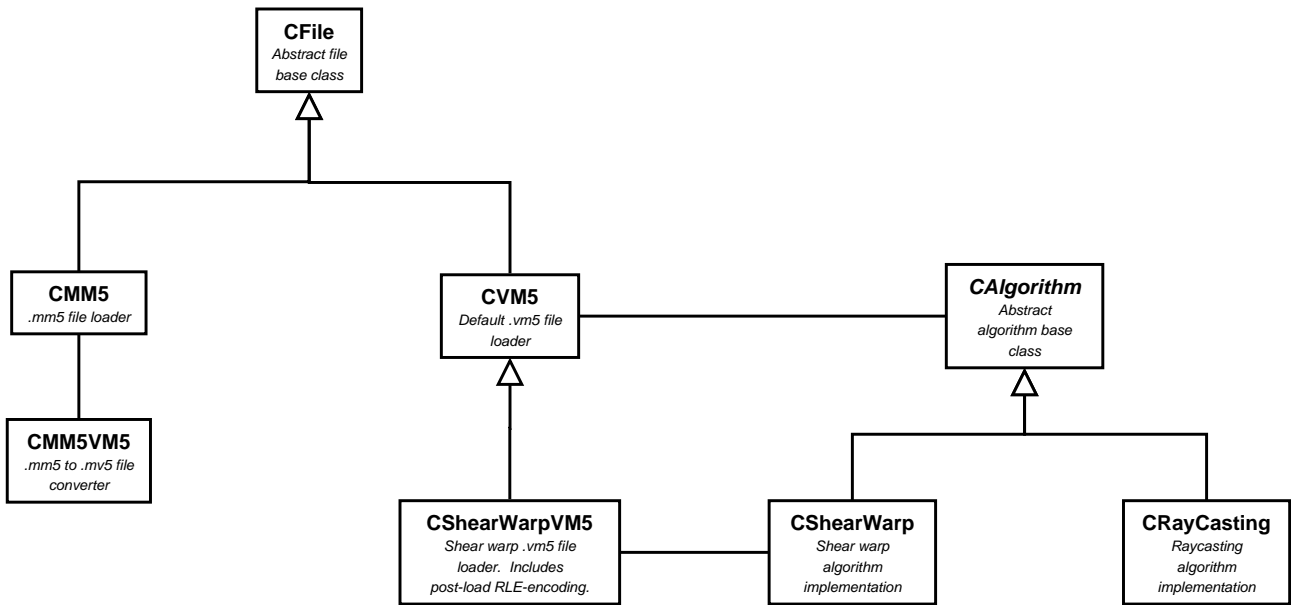 CFile
Abstract file
base class
CMM5
.mm5 file loader
CVM5
Default .vm5 file
loader
CAlgorithm
Abstract
algorithm base
class
CMM5VM5
.mm5 to .mv5 file
converter
CShearWarpVM5
Shear warp .vm5 file
loader. Includes
post-load RLE-encoding.
CShearWarp
Shear warp
algorithm
implementation
CRayCasting
Raycasting
algorithm
implementation